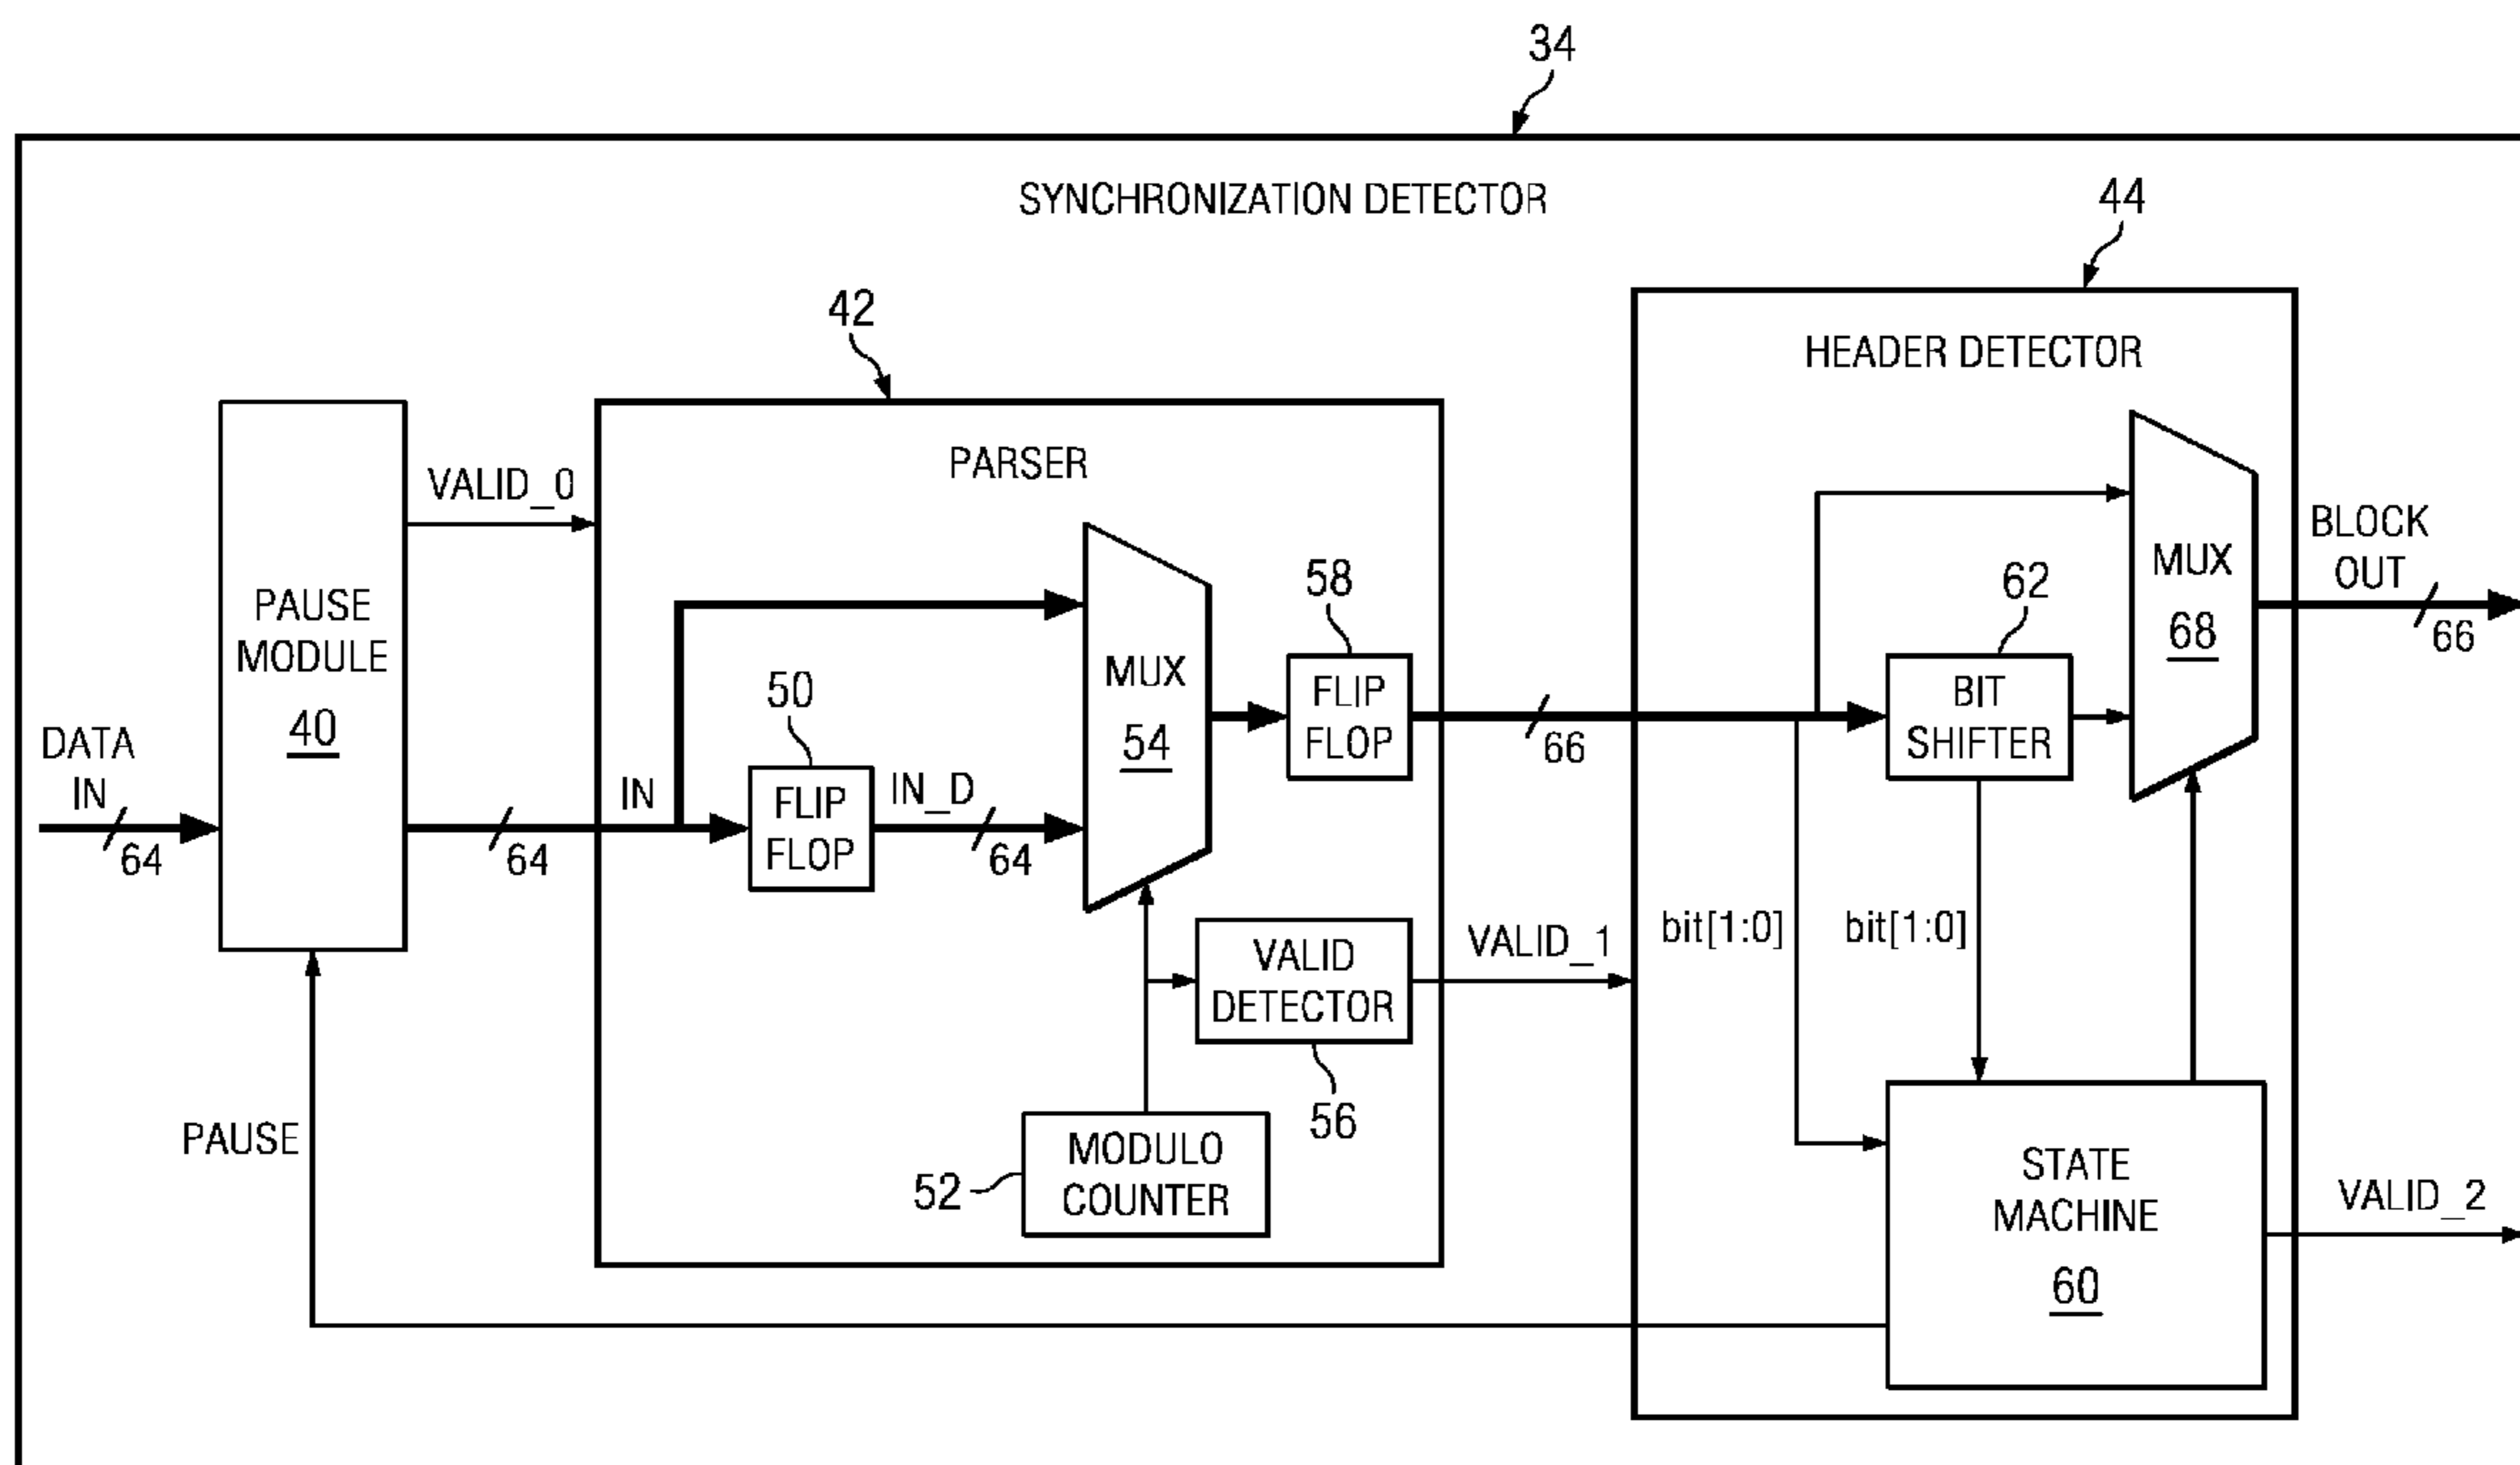 34
SYNCHRONIZATION DETECTOR
44
42
HEADER DETECTOR
PARSER
VALID_0
PAUSE
MODULE
40
DATA
IN
64
64
IN
50
FLIP
FLOP
IN_D
64
MUX
54
58
FLIP
FLOP
66
VALID
DETECTOR
56
VALID_1
MODULO
COUNTER
52
PAUSE
62
BIT
SHIFTER
MUX
68
BLOCK
OUT
66
bit[1:0]
bit[1:0]
STATE
MACHINE
60
VALID_2